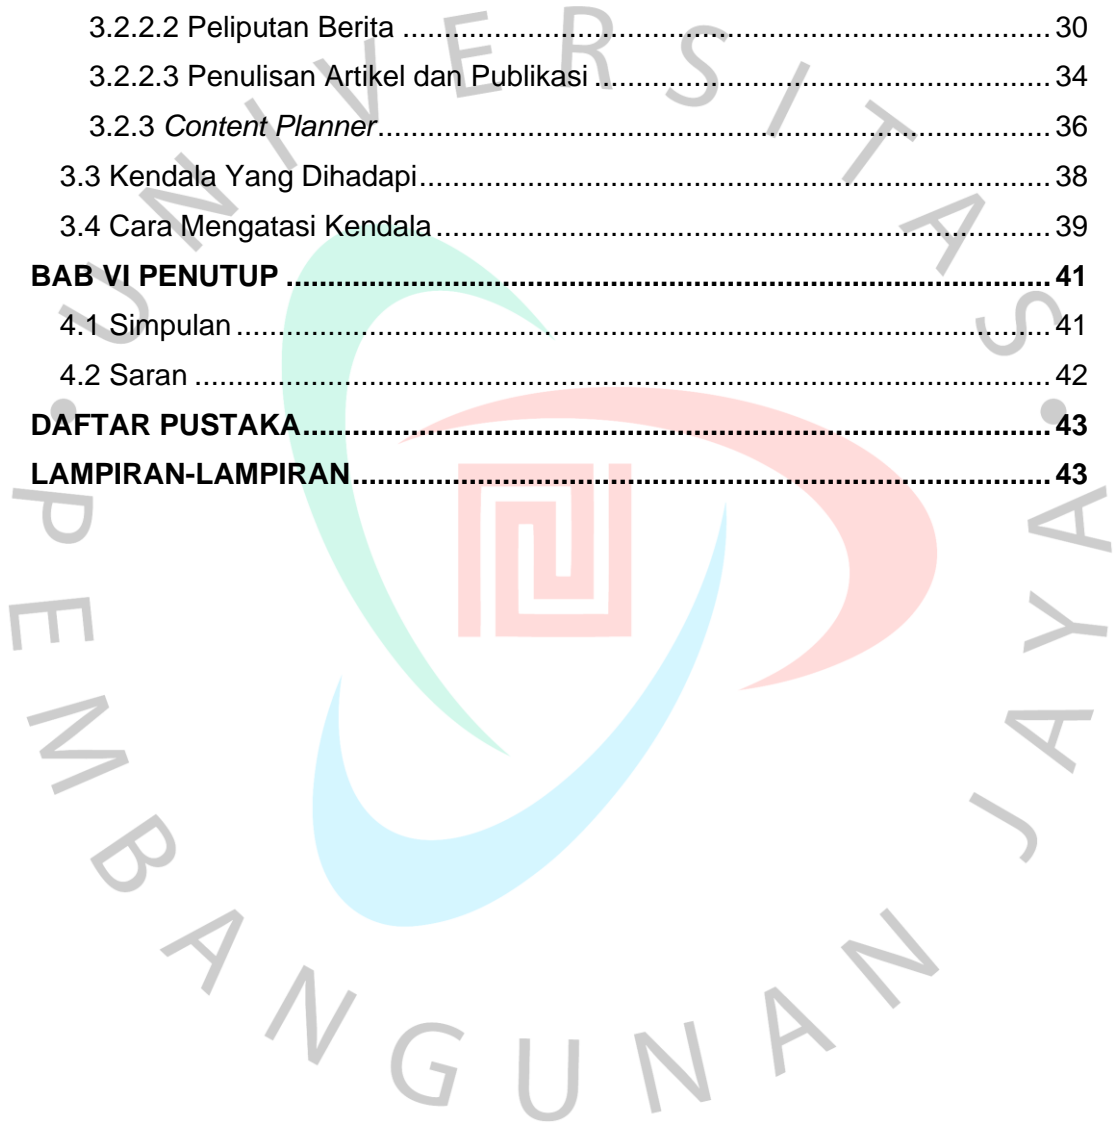 3.2.2.2 Peliputan Berita ............................................................................... 30
3.2.2.3 Penulisan Artikel dan Publikasi ........................................................ 34
3.2.3 Content Planner.................................................................................. 36
3.3 Kendala Yang Dihadapi............................................................................. 38
3.4 Cara Mengatasi Kendala ........................................................................... 39
BAB VI PENUTUP ............................................................................................. 41
4.1 Simpulan .................................................................................................... 41
4.2 Saran ......................................................................................................... 42
DAFTAR PUSTAKA........................................................................................... 43
LAMPIRAN-LAMPIRAN..................................................................................... 43
UNIVERSITAS
PEMBANGUNAN JAYA